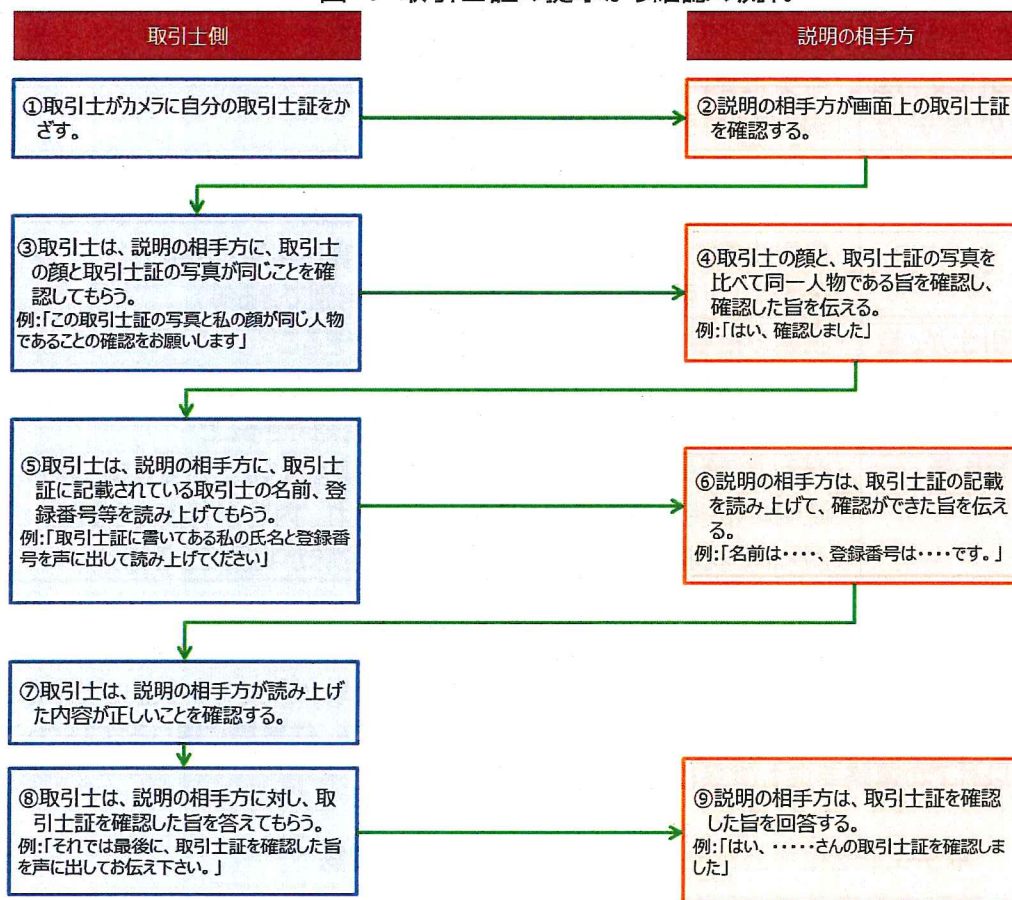 取引士側
説明の相手方
①取引士がカメラに自分の取引士証をか
ざす。
②説明の相手方が画面上の取引士証
を確認する。
③取引士は、説明の相手方に、取引士
の顔と取引士証の写真が同じことを確
認してもらう。
例:「この取引士証の写真と私の顔が同じ人物
であることの確認をお願いします」
④取引士の顔と、取引士証の写真を
比べて同一人物である旨を確認し、
確認した旨を伝える。
例:「はい、確認しました」
⑤取引士は、説明の相手方に、取引士
証に記載されている取引士の名前、登
録番号等を読み上げてもらう。
例:「取引士証に書いてある私の氏名と登録番
号を声に出して読み上げてください」
⑥説明の相手方は、取引士証の記載
を読み上げて、確認ができた旨を伝え
る。
例:「名前は‥‥、登録番号は‥‥です。」
⑦取引士は、説明の相手方が読み上げ
た内容が正しいことを確認する。
⑧取引士は、説明の相手方に対し、取
引士証を確認した旨を答えてもらう。
例:「それでは最後に、取引士証を確認した旨
を声に出してお伝え下さい。」
⑨説明の相手方は、取引士証を確認
した旨を回答する。
例:「はい、‥‥‥さんの取引士証を確認しま
した」